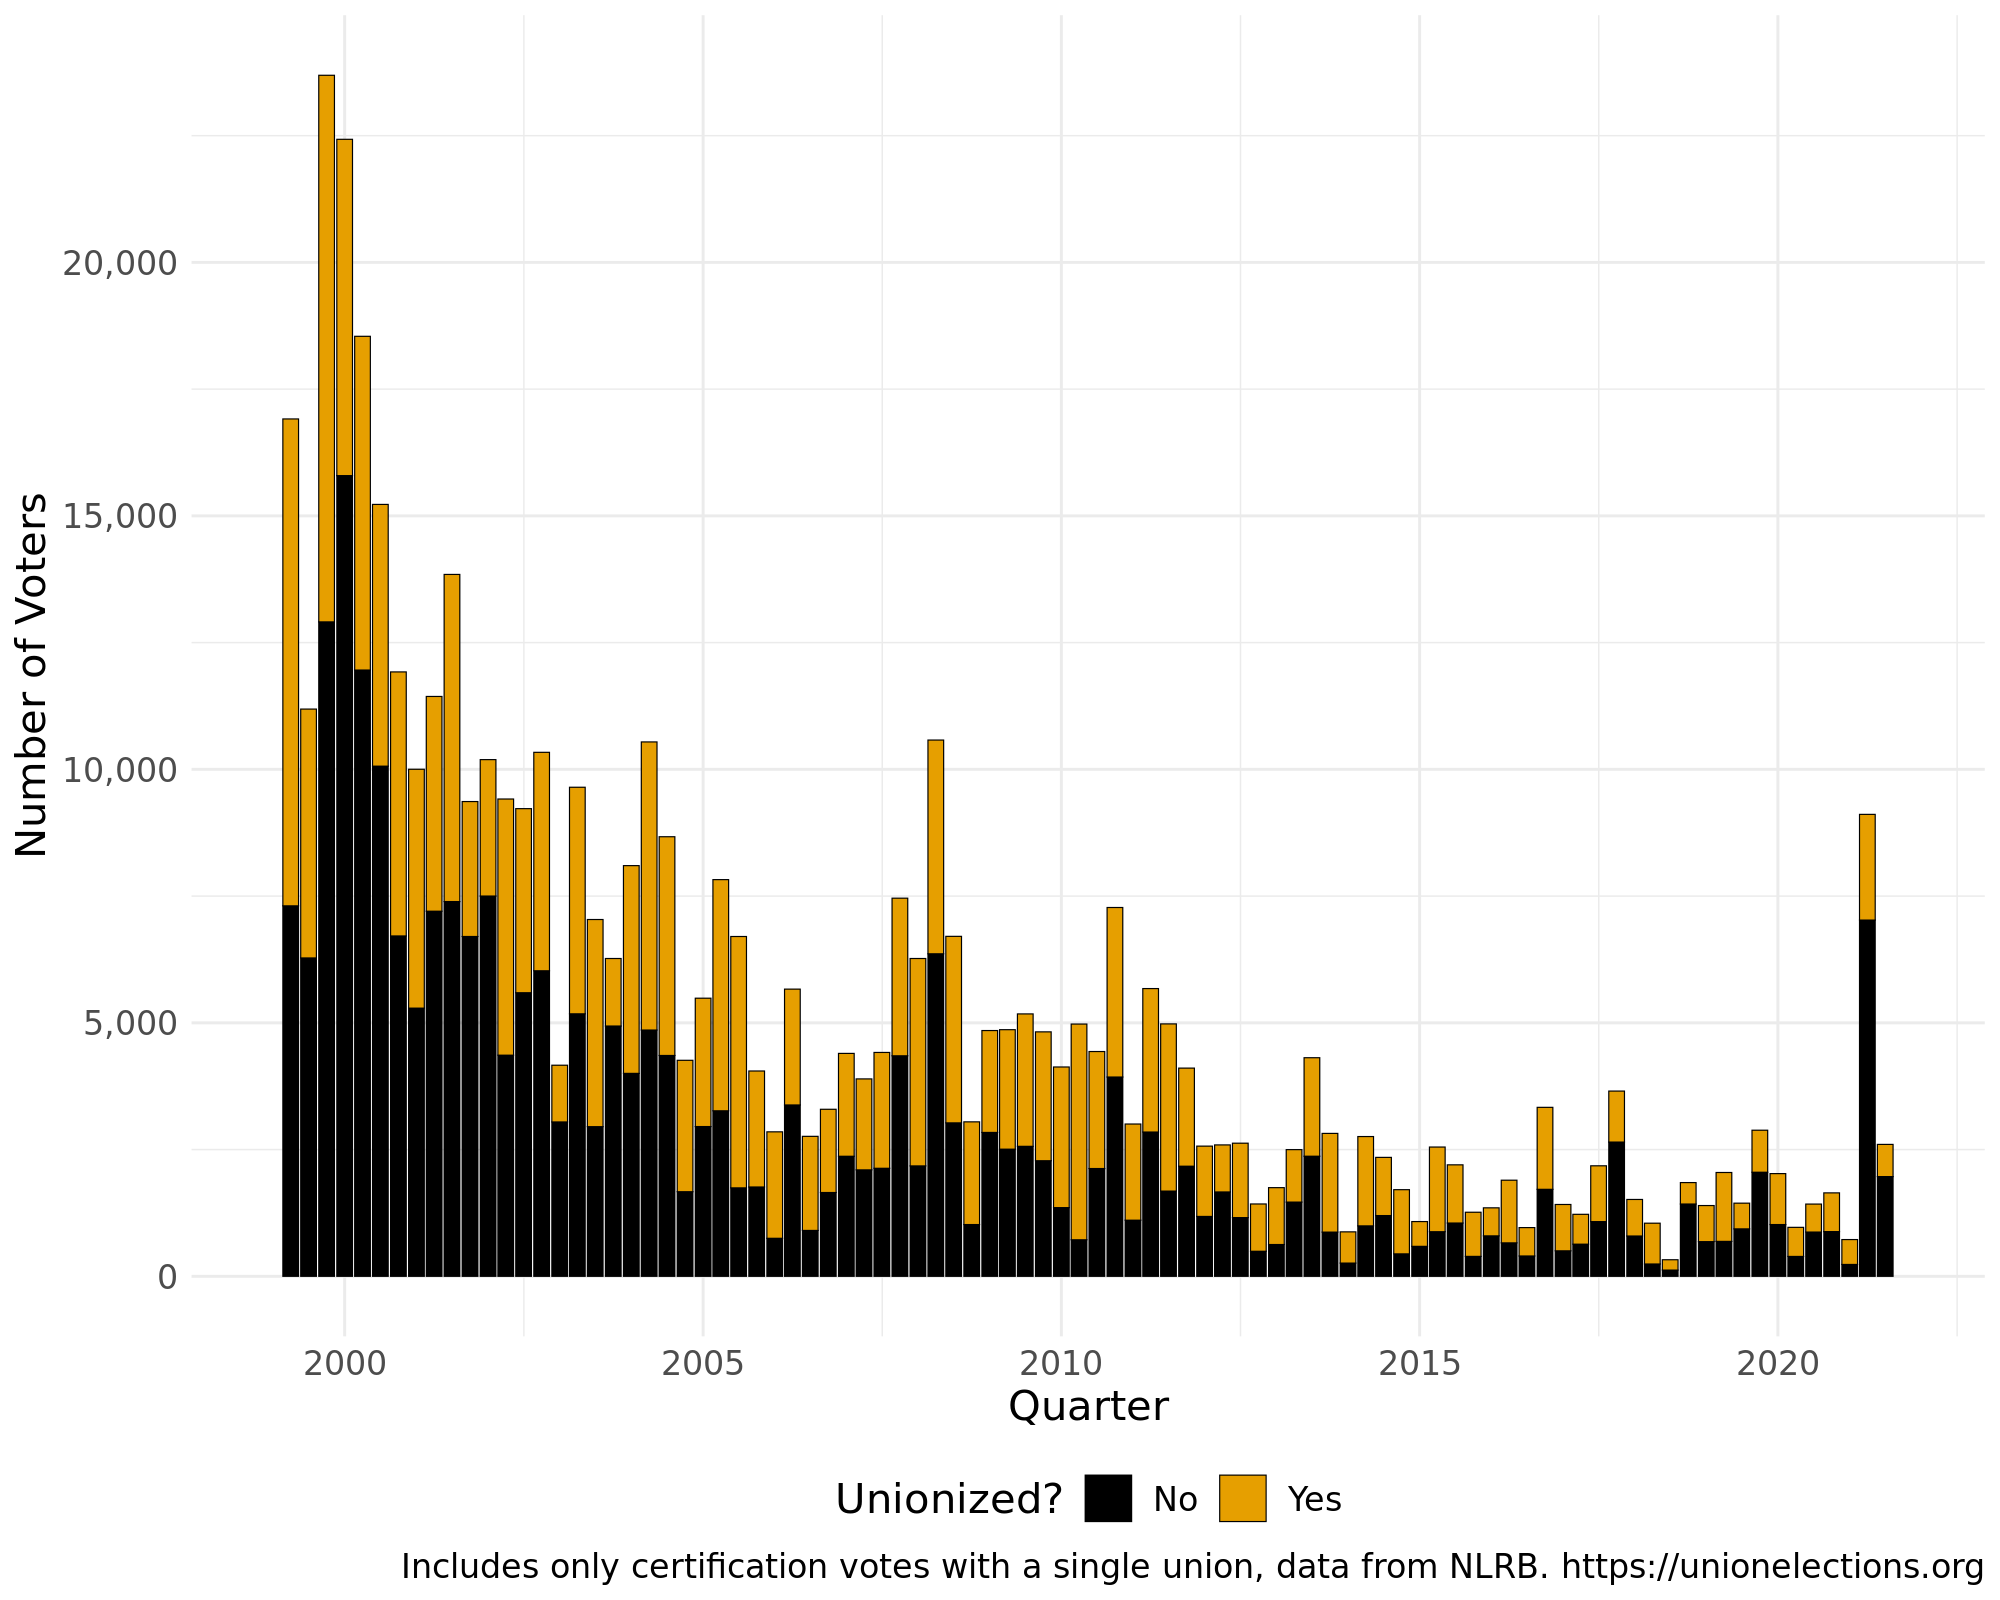 20,000
15,000
10,000
5,000
0
Number of Voters
2000 2005 2010 2015 2020
Quarter
Unionized? No Yes
Includes only certification votes with a single union, data from NLRB. https://unionelections.org